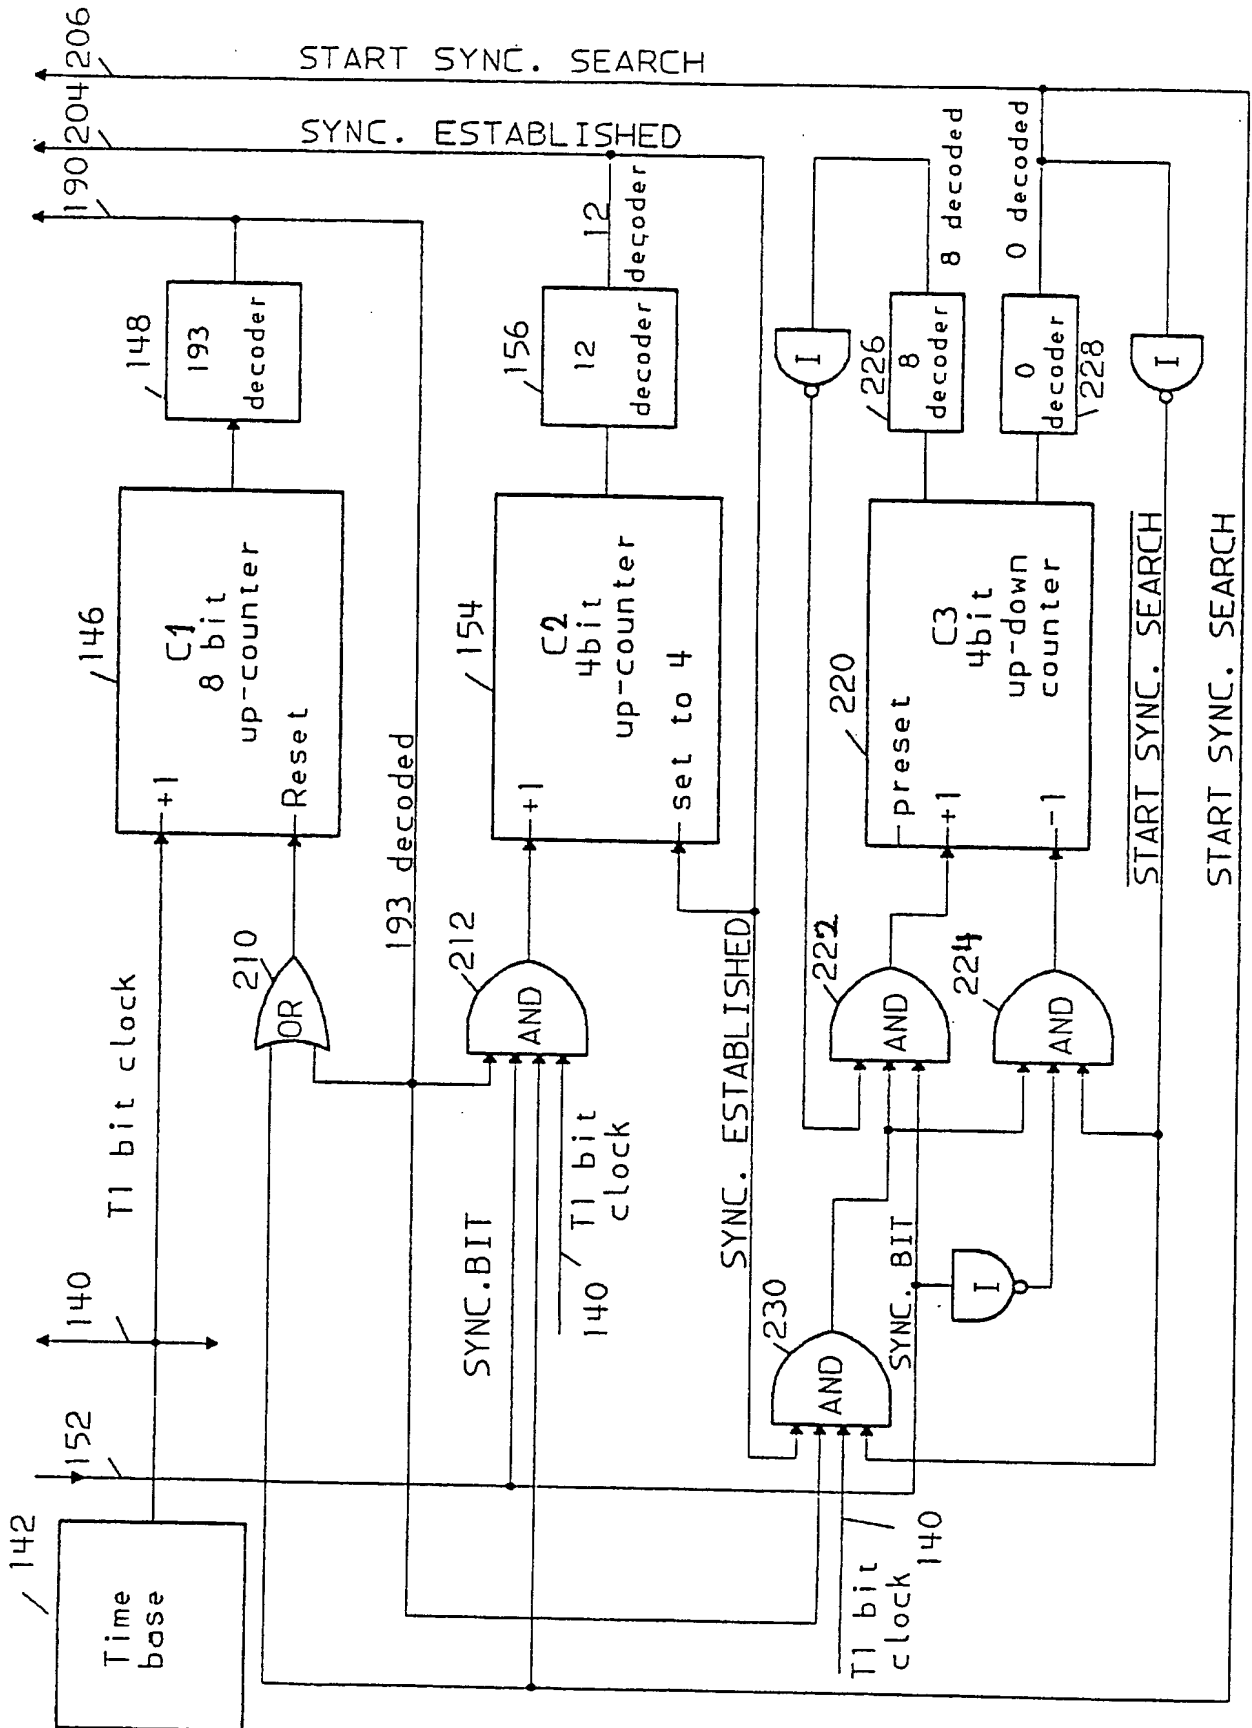 142
Time
base
152
140
T1 bit clock
210
OR
146
C1
8 bit
up-counter
+1
Reset
148
193
decoder
190
204
206
START SYNC. SEARCH
SYNC. ESTABLISHED
193 decoded
SYNC.BIT
140
T1 bit
clock
212
AND
154
C2
4bit
up-counter
+1
set to 4
156
12
decoder
12
decoder
SYNC. ESTABLISHED
T1 bit
clock
140
230
AND
SYNC. BIT
I
222
AND
224
AND
220
C3
4bit
up-down
counter
preset
+1
-1
I
226
8
decoder
8 decoded
0
decoder
228
0 decoded
I
START SYNC. SEARCH
START SYNC. SEARCH